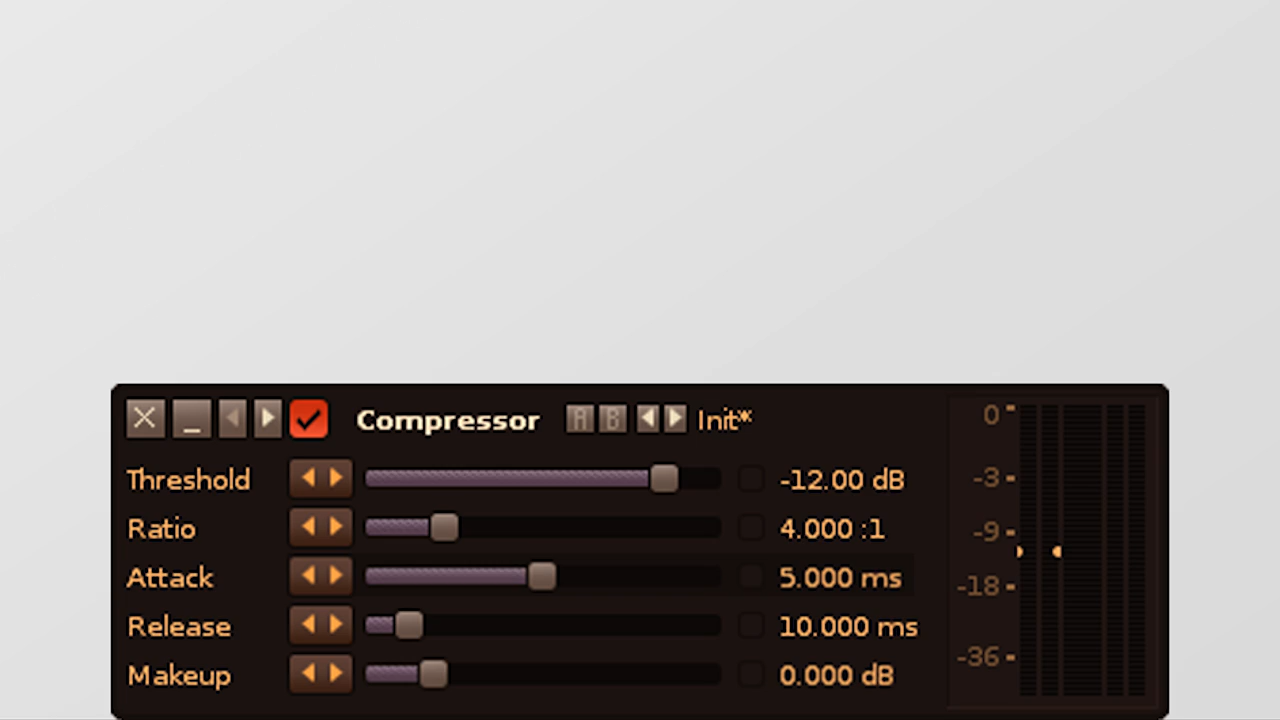 Compressor A B Init*
Threshold -12.00 dB
Ratio 4.000 :1
Attack 5.000 ms
Release 10.000 ms
Makeup 0.000 dB
0
-3
-9
-18
-36